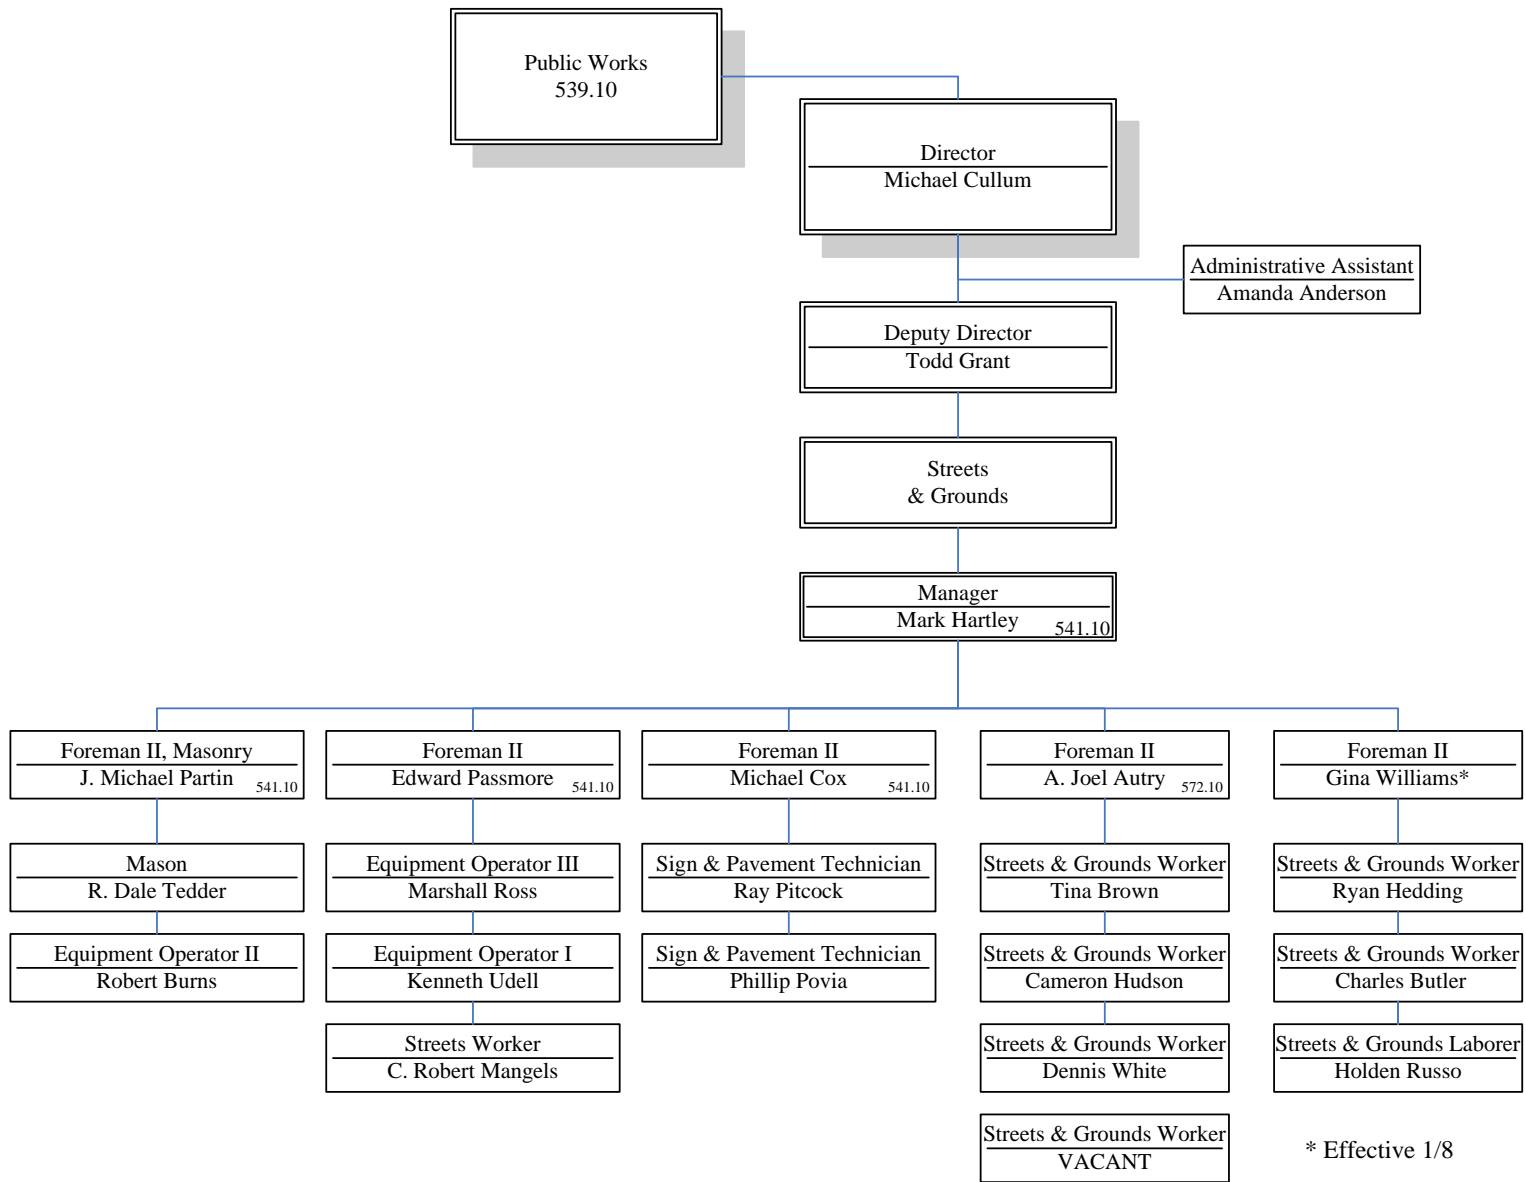 Public Works
539.10
Director
Michael Cullum
Administrative Assistant
Amanda Anderson
Deputy Director
Todd Grant
Streets
& Grounds
Manager
Mark Hartley
541.10
Foreman II, Masonry
J. Michael Partin
541.10
Mason
R. Dale Tedder
Equipment Operator II
Robert Burns
Foreman II
Edward Passmore
541.10
Equipment Operator III
Marshall Ross
Equipment Operator I
Kenneth Udell
Streets Worker
C. Robert Mangels
Foreman II
Michael Cox
541.10
Sign & Pavement Technician
Ray Pitcock
Sign & Pavement Technician
Phillip Povia
Foreman II
A. Joel Autry
572.10
Streets & Grounds Worker
Tina Brown
Streets & Grounds Worker
Cameron Hudson
Streets & Grounds Worker
Dennis White
Streets & Grounds Worker
VACANT
Foreman II
Gina Williams*
Streets & Grounds Worker
Ryan Hedding
Streets & Grounds Worker
Charles Butler
Streets & Grounds Laborer
Holden Russo
* Effective 1/8